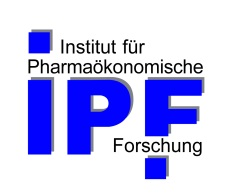 Institut für
Pharmaökonomische
IPF
Forschung